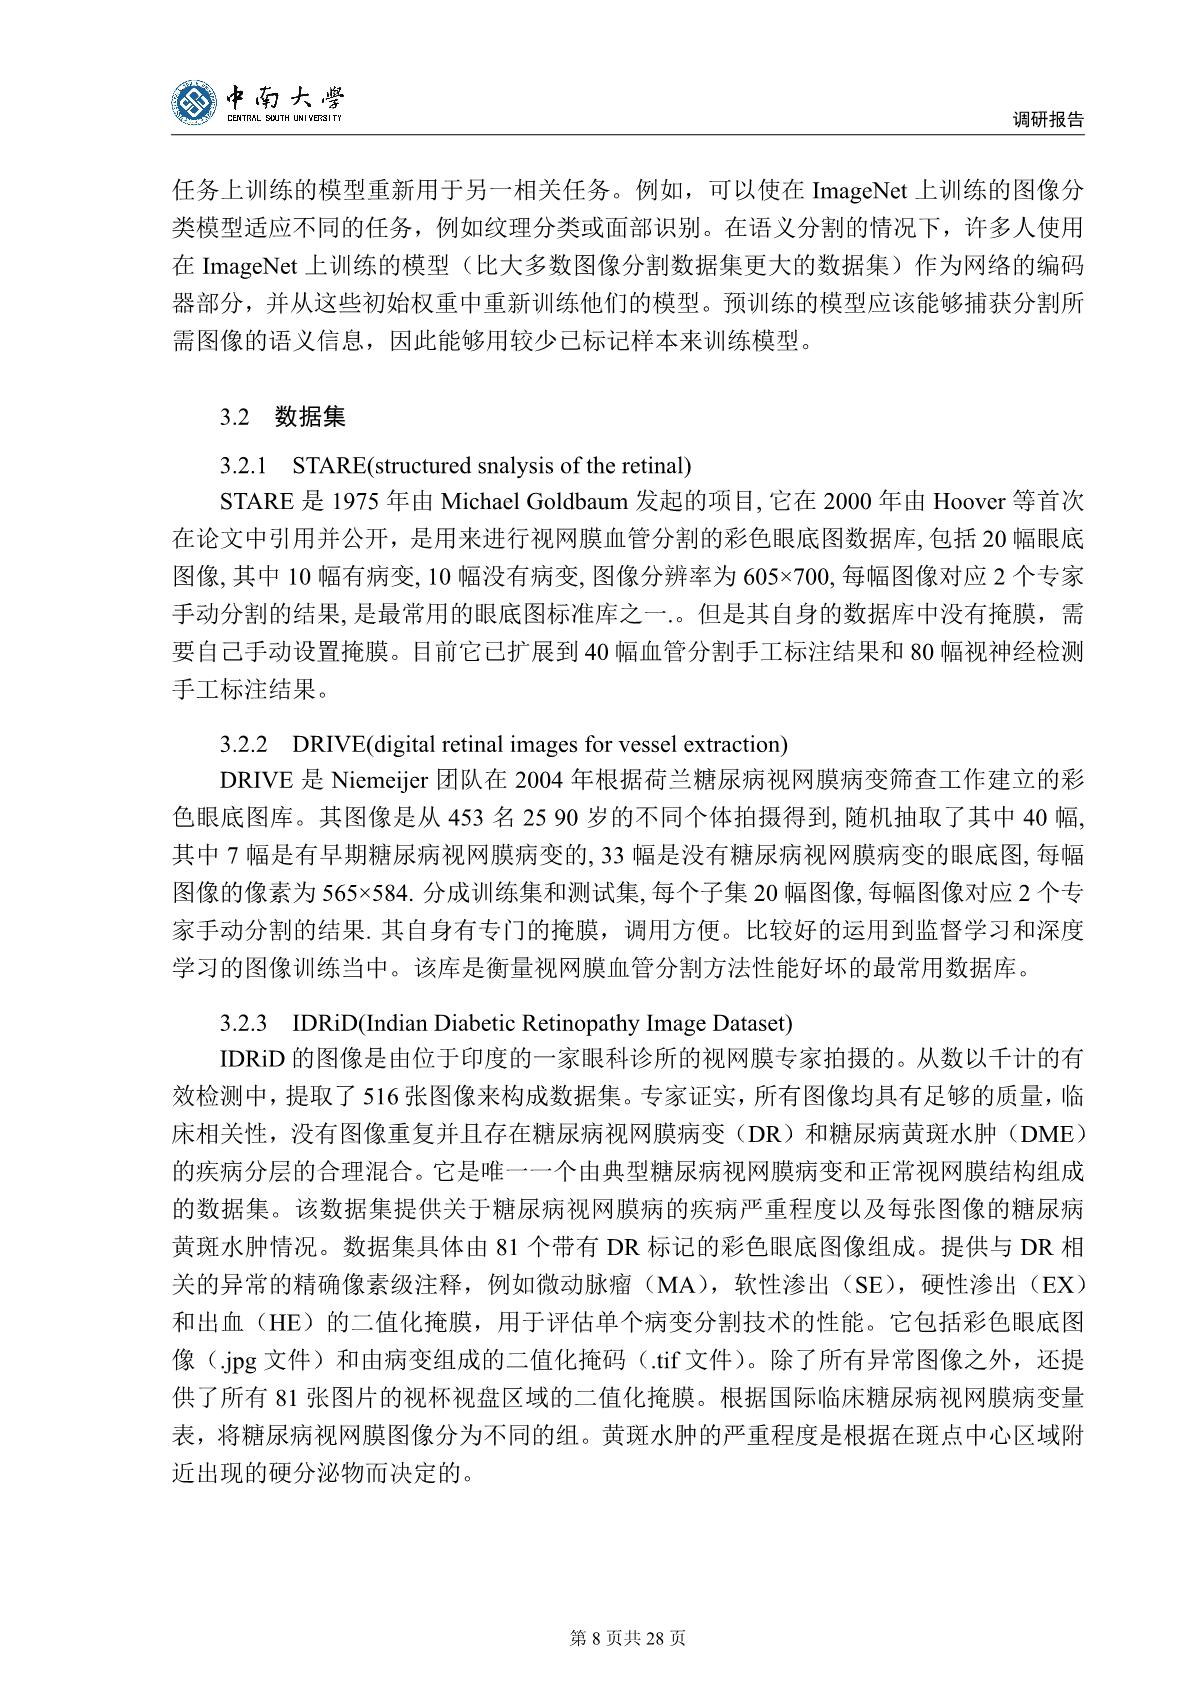 中南大学
CENTRAL SOUTH UNIVERSITY
调研报告
任务上训练的模型重新用于另一相关任务。例如，可以使在 ImageNet 上训练的图像分
类模型适应不同的任务，例如纹理分类或面部识别。在语义分割的情况下，许多人使用
在 ImageNet 上训练的模型（比大多数图像分割数据集更大的数据集）作为网络的编码
器部分，并从这些初始权重中重新训练他们的模型。预训练的模型应该能够捕获分割所
需图像的语义信息，因此能够用较少已标记样本来训练模型。
3.2 数据集
3.2.1 STARE(structured snalysis of the retinal)
STARE 是 1975 年由 Michael Goldbaum 发起的项目, 它在 2000 年由 Hoover 等首次
在论文中引用并公开，是用来进行视网膜血管分割的彩色眼底图数据库, 包括 20 幅眼底
图像, 其中 10 幅有病变, 10 幅没有病变, 图像分辨率为 605×700, 每幅图像对应 2 个专家
手动分割的结果, 是最常用的眼底图标准库之一.。但是其自身的数据库中没有掩膜，需
要自己手动设置掩膜。目前它已扩展到 40 幅血管分割手工标注结果和 80 幅视神经检测
手工标注结果。
3.2.2 DRIVE(digital retinal images for vessel extraction)
DRIVE 是 Niemeijer 团队在 2004 年根据荷兰糖尿病视网膜病变筛查工作建立的彩
色眼底图库。其图像是从 453 名 25 90 岁的不同个体拍摄得到, 随机抽取了其中 40 幅,
其中 7 幅是有早期糖尿病视网膜病变的, 33 幅是没有糖尿病视网膜病变的眼底图, 每幅
图像的像素为 565×584. 分成训练集和测试集, 每个子集 20 幅图像, 每幅图像对应 2 个专
家手动分割的结果. 其自身有专门的掩膜，调用方便。比较好的运用到监督学习和深度
学习的图像训练当中。该库是衡量视网膜血管分割方法性能好坏的最常用数据库。
3.2.3 IDRiD(Indian Diabetic Retinopathy Image Dataset)
IDRiD 的图像是由位于印度的一家眼科诊所的视网膜专家拍摄的。从数以千计的有
效检测中，提取了 516 张图像来构成数据集。专家证实，所有图像均具有足够的质量，临
床相关性，没有图像重复并且存在糖尿病视网膜病变（DR）和糖尿病黄斑水肿（DME）
的疾病分层的合理混合。它是唯一一个由典型糖尿病视网膜病变和正常视网膜结构组成
的数据集。该数据集提供关于糖尿病视网膜病的疾病严重程度以及每张图像的糖尿病
黄斑水肿情况。数据集具体由 81 个带有 DR 标记的彩色眼底图像组成。提供与 DR 相
关的异常的精确像素级注释，例如微动脉瘤（MA），软性渗出（SE），硬性渗出（EX）
和出血（HE）的二值化掩膜，用于评估单个病变分割技术的性能。它包括彩色眼底图
像（.jpg 文件）和由病变组成的二值化掩码（.tif 文件）。除了所有异常图像之外，还提
供了所有 81 张图片的视杯视盘区域的二值化掩膜。根据国际临床糖尿病视网膜病变量
表，将糖尿病视网膜图像分为不同的组。黄斑水肿的严重程度是根据在斑点中心区域附
近出现的硬分泌物而决定的。
第 8 页共 28 页